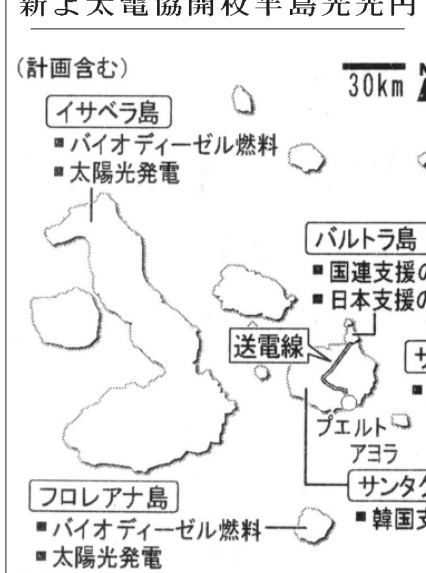 (計画含む)
30km
イサベラ島
■バイオディーゼル燃料
■太陽光発電
バルトラ島
■国連支援の
■日本支援の
送電線
プエルト
アヨラ
サンタク
■韓国支
フロレアナ島
■バイオディーゼル燃料
■太陽光発電